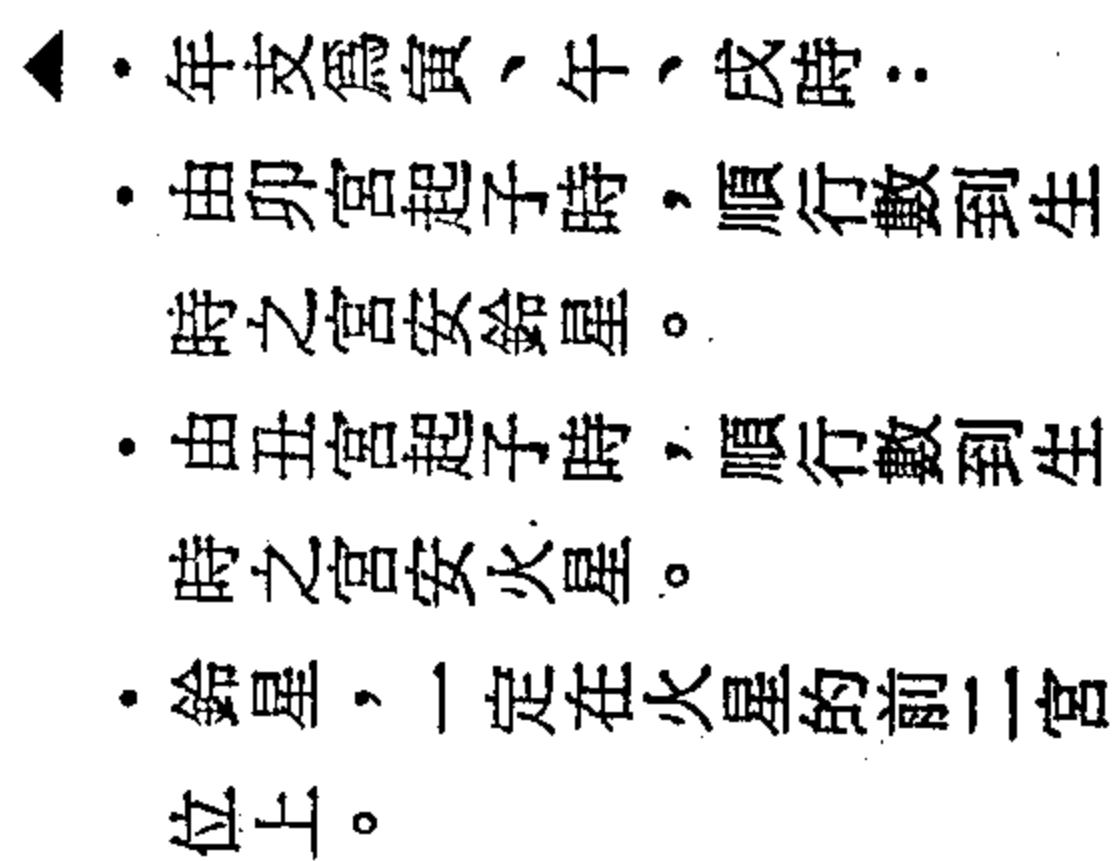 ▲・年支為寅、午、戌時：
・由卯宮起子時，順行數到生
時之宮安鈴星。
・由丑宮起子時，順行數到生
時之宮安火星。
・鈴星，一定在火星的前二宮
位上。